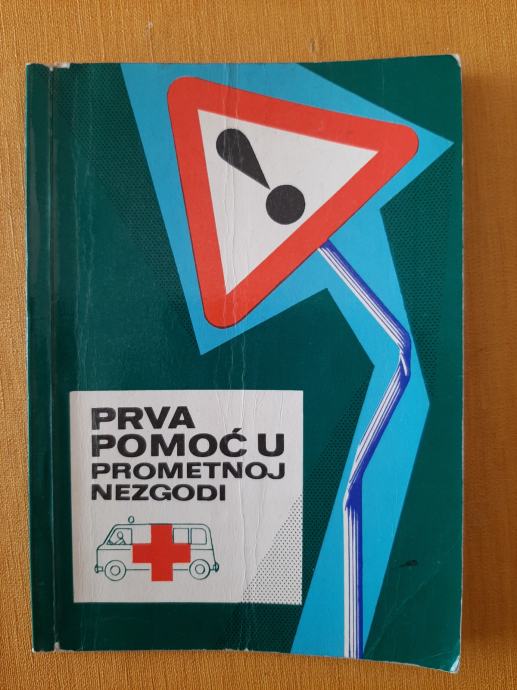 PRVA
POMOĆ U
PROMETNOJ
NEZGODI